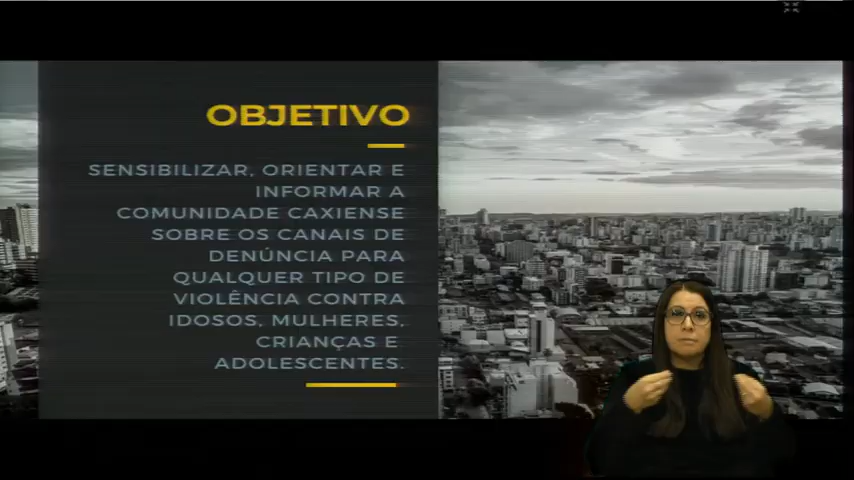 OBJETIVO
SENSIBILIZAR, ORIENTAR E
INFORMAR A
COMUNIDADE CAXIENSE
SOBRE OS CANAIS DE
DENÚNCIA PARA
QUALQUER TIPO DE
VIOLÊNCIA CONTRA
IDOSOS, MULHERES,
CRIANÇAS E
ADOLESCENTES.